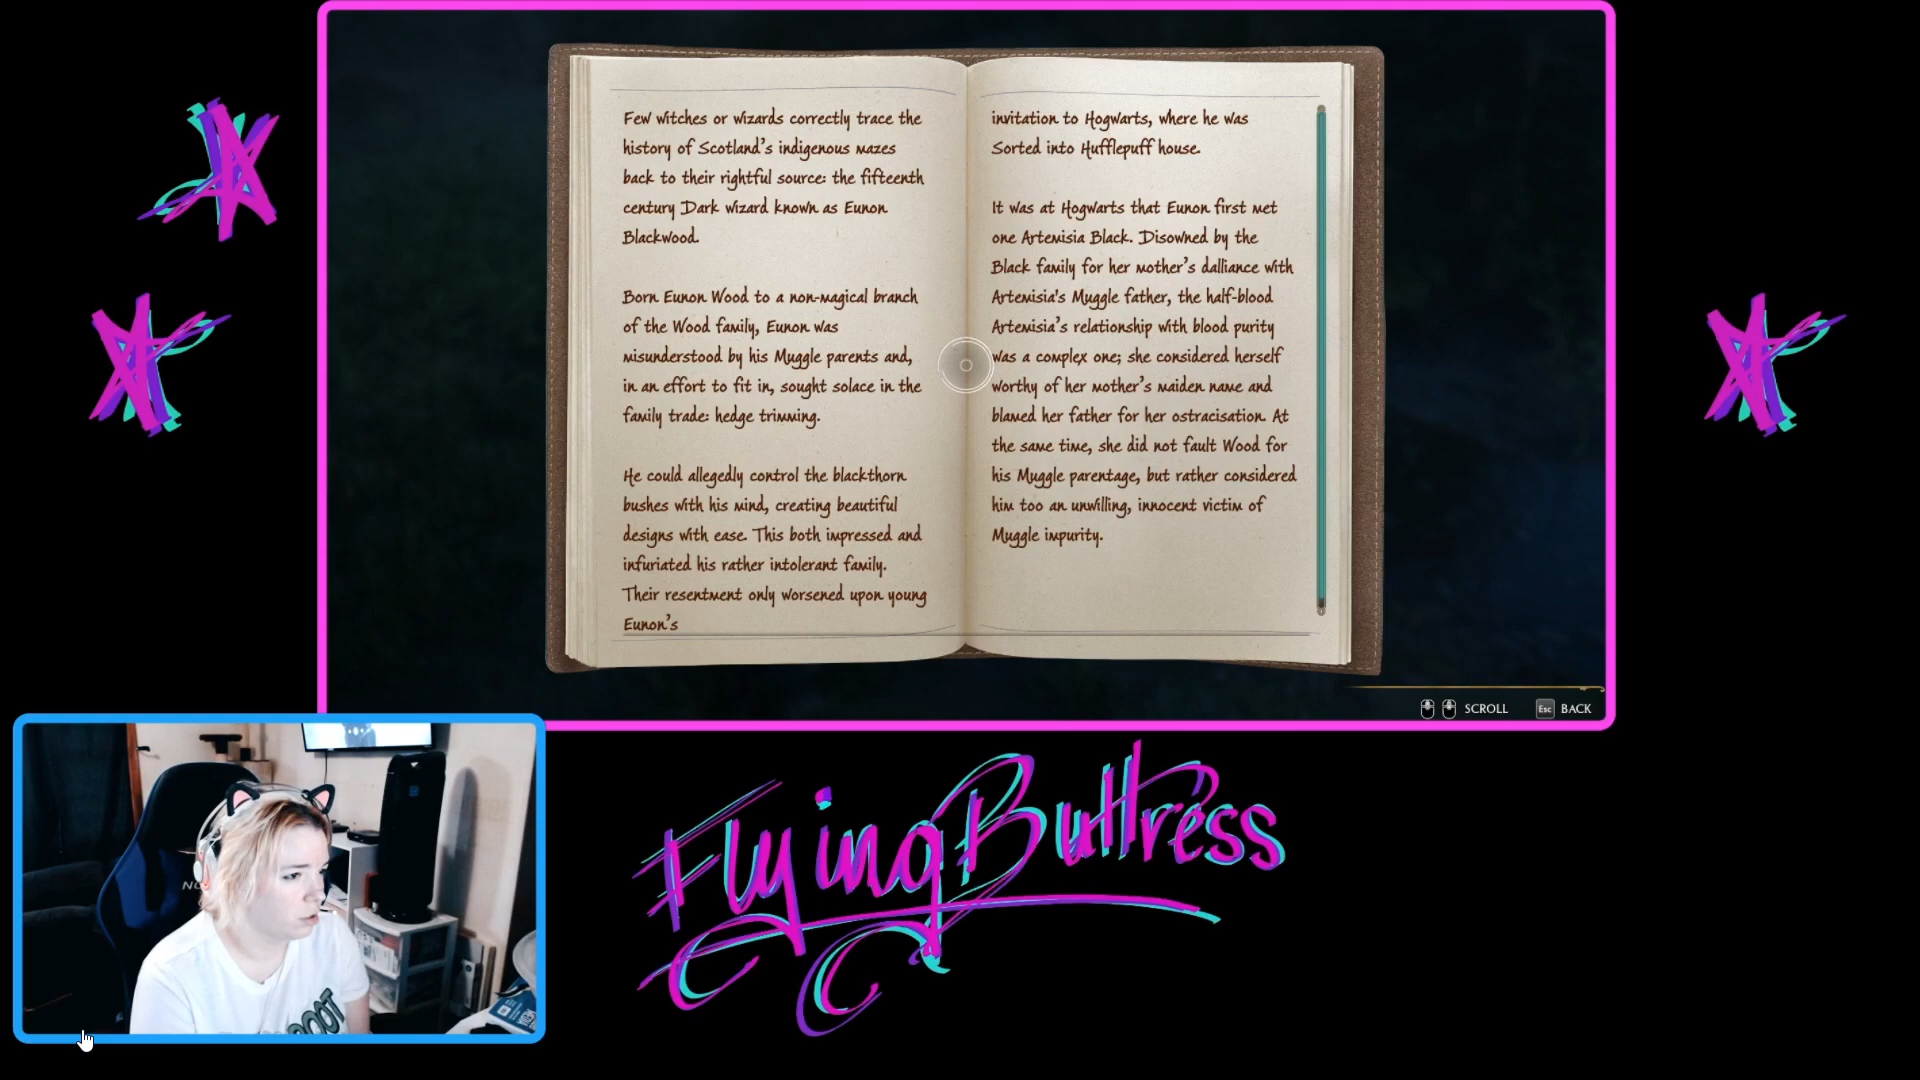 Few witches or wizards correctly trace the
history of Scotland's indigenous mazes
back to their rightful source: the fifteenth
century Dark wizard known as Eunon
Blackwood.
Born Eunon Wood to a non-magical branch
of the Wood family, Eunon was
misunderstood by his Muggle parents and,
in an effort to fit in, sought solace in the
family trade: hedge trimming.
He could allegedly control the blackthorn
bushes with his mind, creating beautiful
designs with ease. This both impressed and
infuriated his rather intolerant family.
Their resentment only worsened upon young
Eunon's
invitation to Hogwarts, where he was
Sorted into Hufflepuff house.
It was at Hogwarts that Eunon first met
one Artemisia Black. Disowned by the
Black family for her mother's dalliance with
Artemisia's Muggle father, the half-blood
Artemisia's relationship with blood purity
was a complex one; she considered herself
worthy of her mother's maiden name and
blamed her father for her ostracisation. At
the same time, she did not fault Wood for
his Muggle parentage, but rather considered
him too an unwilling, innocent victim of
Muggle impurity.
SCROLL
Esc BACK
FlyingButtress